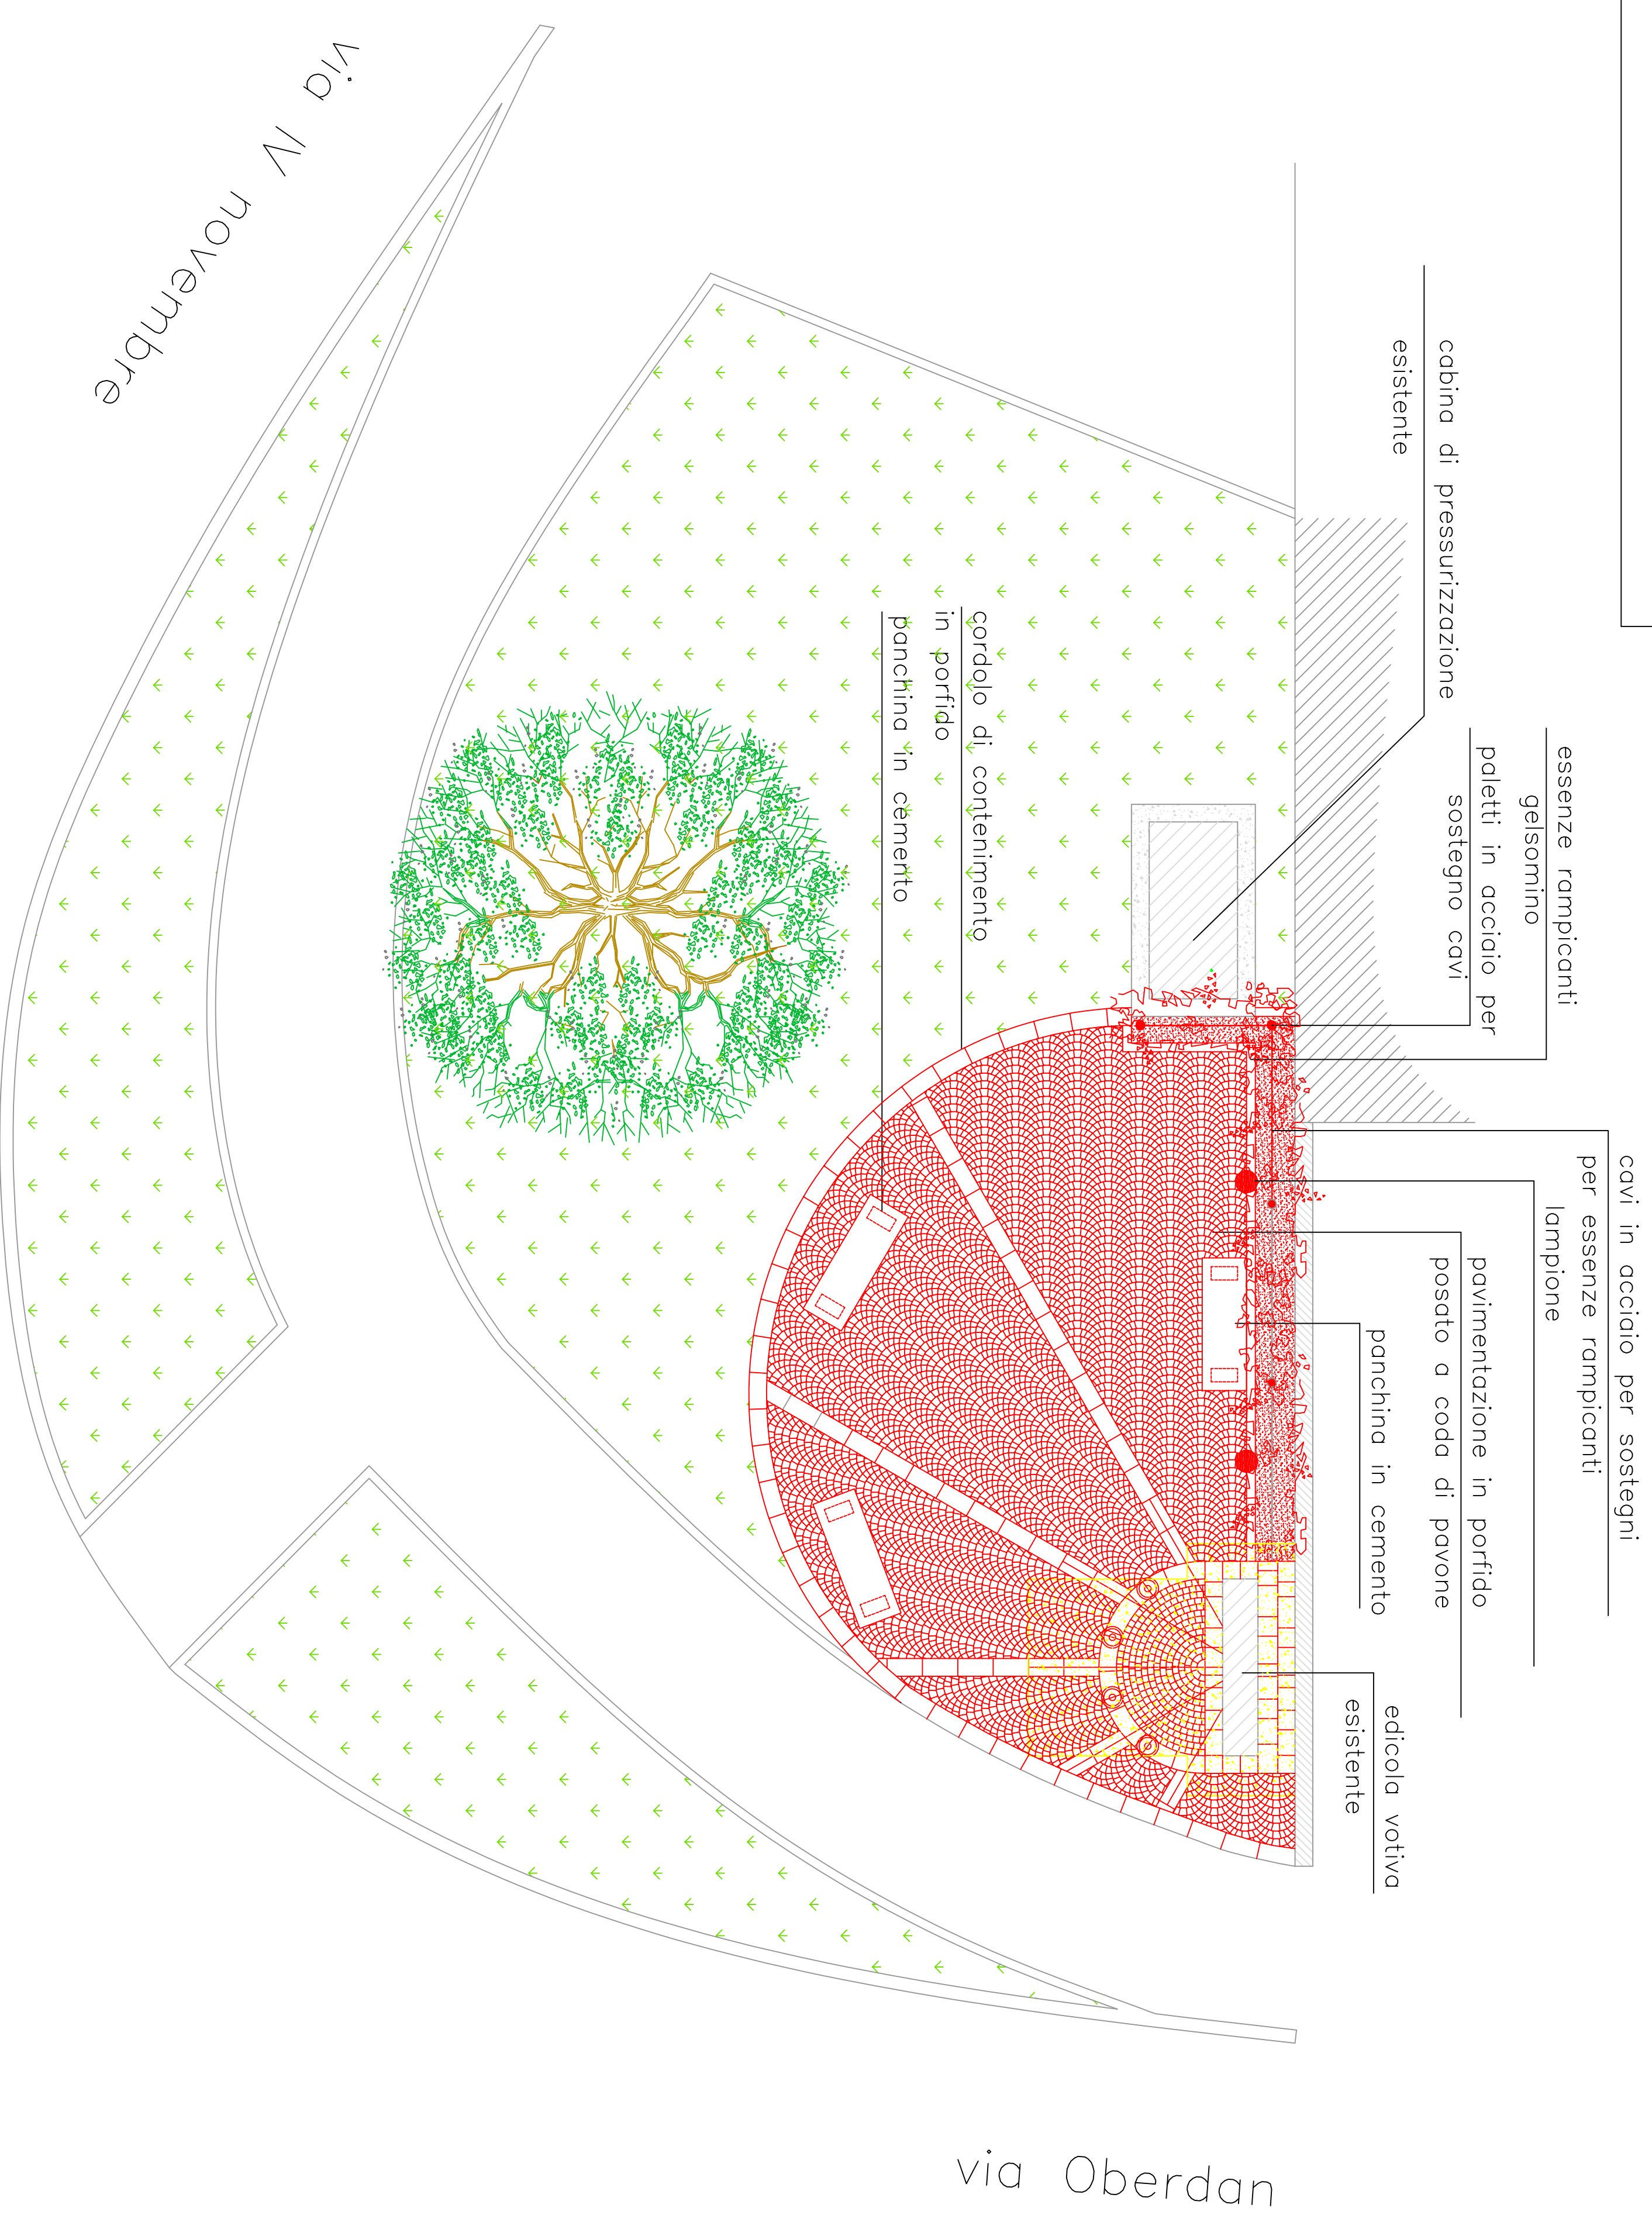 via IV novembre
cabina di pressurizzazione
esistente
essenze rampicanti
gelsomino
paletti in acciaio per
sostegno cavi
cordolo di contenimento
in porfido
panchina in cemento
cavi in acciaio per sostegni
per essenze rampicanti
lampione
pavimentazione in porfido
posato a coda di pavone
panchina in cemento
edicola votiva
esistente
via Oberdan